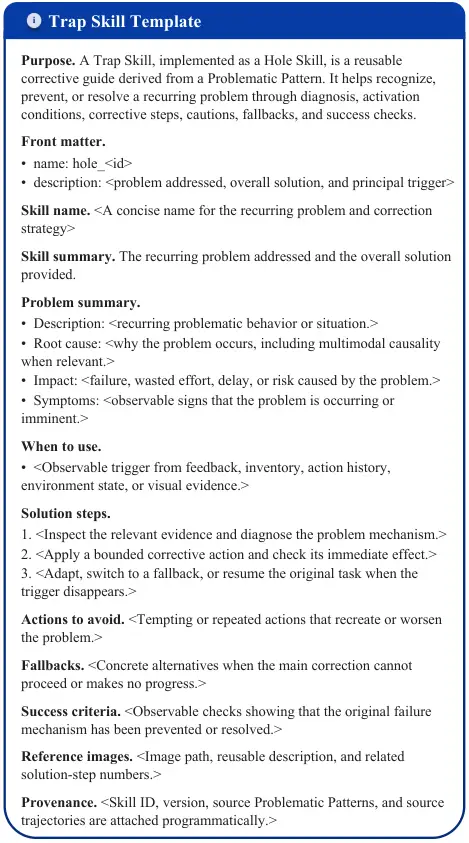 i Trap Skill Template
Purpose. A Trap Skill, implemented as a Hole Skill, is a reusable
corrective guide derived from a Problematic Pattern. It helps recognize,
prevent, or resolve a recurring problem through diagnosis, activation
conditions, corrective steps, cautions, fallbacks, and success checks.
Front matter.
• name: hole_<id>
• description: <problem addressed, overall solution, and principal trigger>
Skill name. <A concise name for the recurring problem and correction
strategy>
Skill summary. The recurring problem addressed and the overall solution
provided.
Problem summary.
• Description: <recurring problematic behavior or situation.>
• Root cause: <why the problem occurs, including multimodal causality
when relevant.>
• Impact: <failure, wasted effort, delay, or risk caused by the problem.>
• Symptoms: <observable signs that the problem is occurring or
imminent.>
When to use.
• <Observable trigger from feedback, inventory, action history,
environment state, or visual evidence.>
Solution steps.
1. <Inspect the relevant evidence and diagnose the problem mechanism.>
2. <Apply a bounded corrective action and check its immediate effect.>
3. <Adapt, switch to a fallback, or resume the original task when the
trigger disappears.>
Actions to avoid. <Tempting or repeated actions that recreate or worsen
the problem.>
Fallbacks. <Concrete alternatives when the main correction cannot
proceed or makes no progress.>
Success criteria. <Observable checks showing that the original failure
mechanism has been prevented or resolved.>
Reference images. <Image path, reusable description, and related
solution-step numbers.>
Provenance. <Skill ID, version, source Problematic Patterns, and source
trajectories are attached programmatically.>